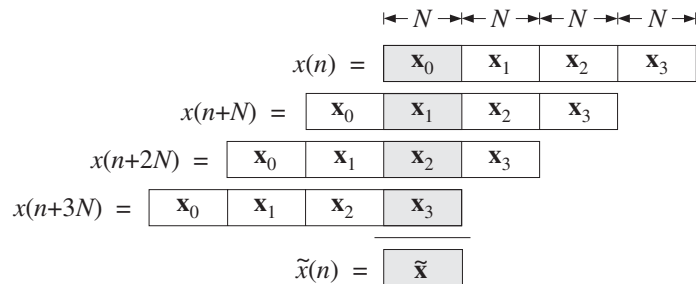 N N N N
x(n) = x₀ x₁ x₂ x₃
x(n+N) = x₀ x₁ x₂ x₃
x(n+2N) = x₀ x₁ x₂ x₃
x(n+3N) = x₀ x₁ x₂ x₃
x̃(n) = x̃